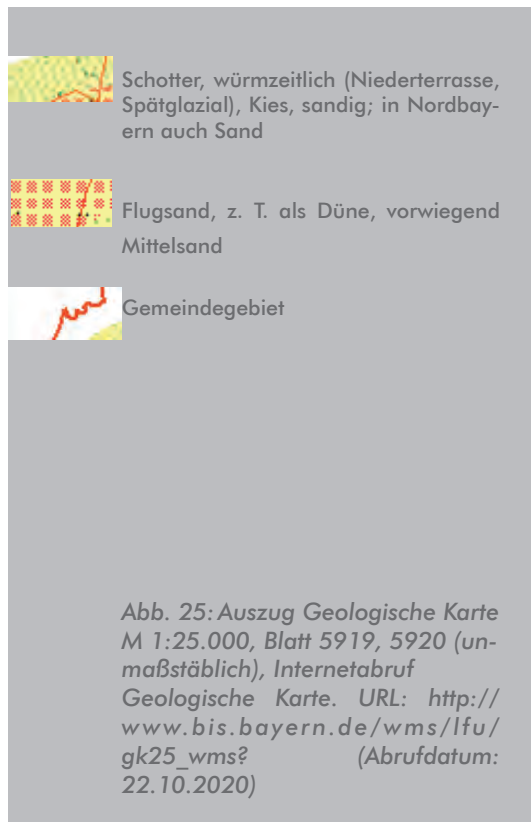 Schotter, würmzeitlich (Niederterrasse,
Spätglazial), Kies, sandig; in Nordbay-
ern auch Sand
Flugsand, z. T. als Düne, vorwiegend
Mittelsand
Gemeindegebiet
Abb. 25: Auszug Geologische Karte
M 1:25.000, Blatt 5919, 5920 (un-
maßstäblich), Internetabruf
Geologische Karte. URL: http://
www.bis.bayern.de/wms/lfu/
gk25_wms? (Abrufdatum:
22.10.2020)